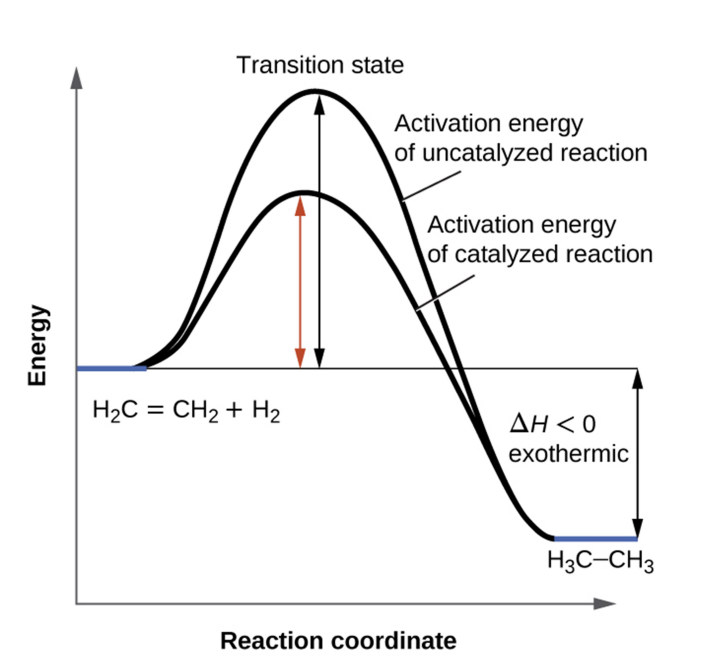 Transition state
Activation energy
of uncatalyzed reaction
Activation energy
of catalyzed reaction
Energy
H₂C = CH₂ + H₂
ΔH < 0
exothermic
H₃C–CH₃
Reaction coordinate